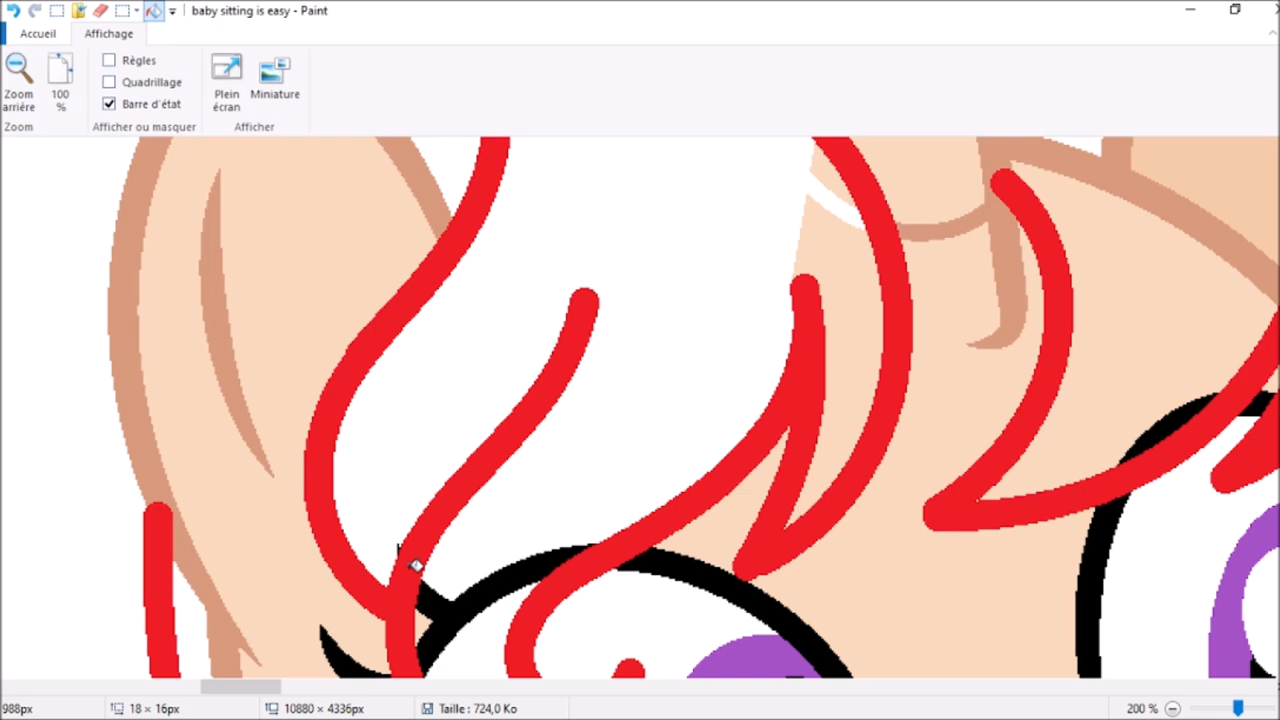 baby sitting is easy - Paint
Accueil Affichage
Zoom arrière
100 %
Règles
Quadrillage
Barre d'état
Plein écran
Miniature
Zoom Afficher ou masquer Afficher
988px 18 × 16px 10880 × 4336px Taille : 724,0 Ko 200 %